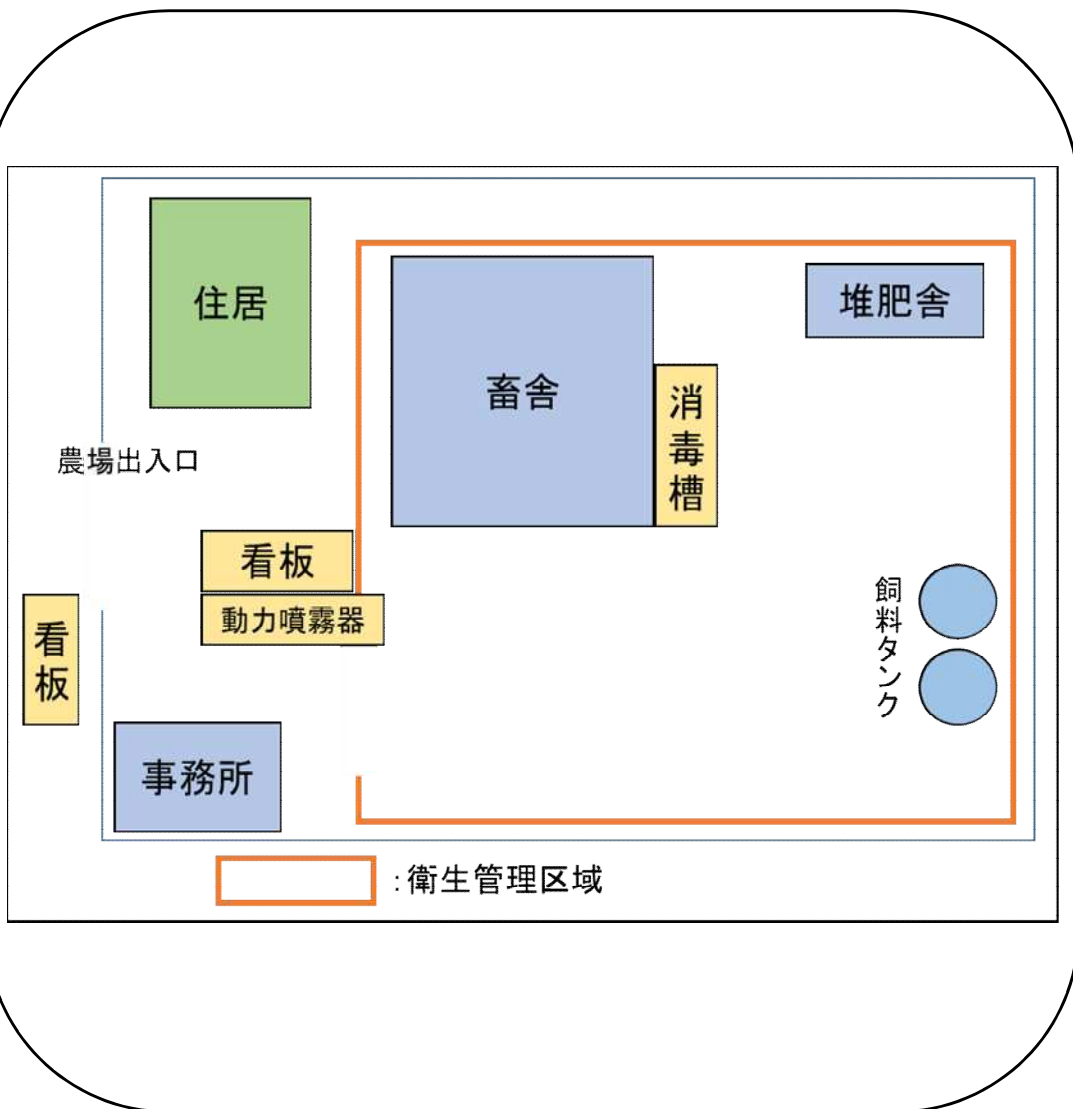 住居
堆肥舎
畜舎
消毒槽
農場出入口
看板
動力噴霧器
飼料タンク
看板
事務所
:衛生管理区域